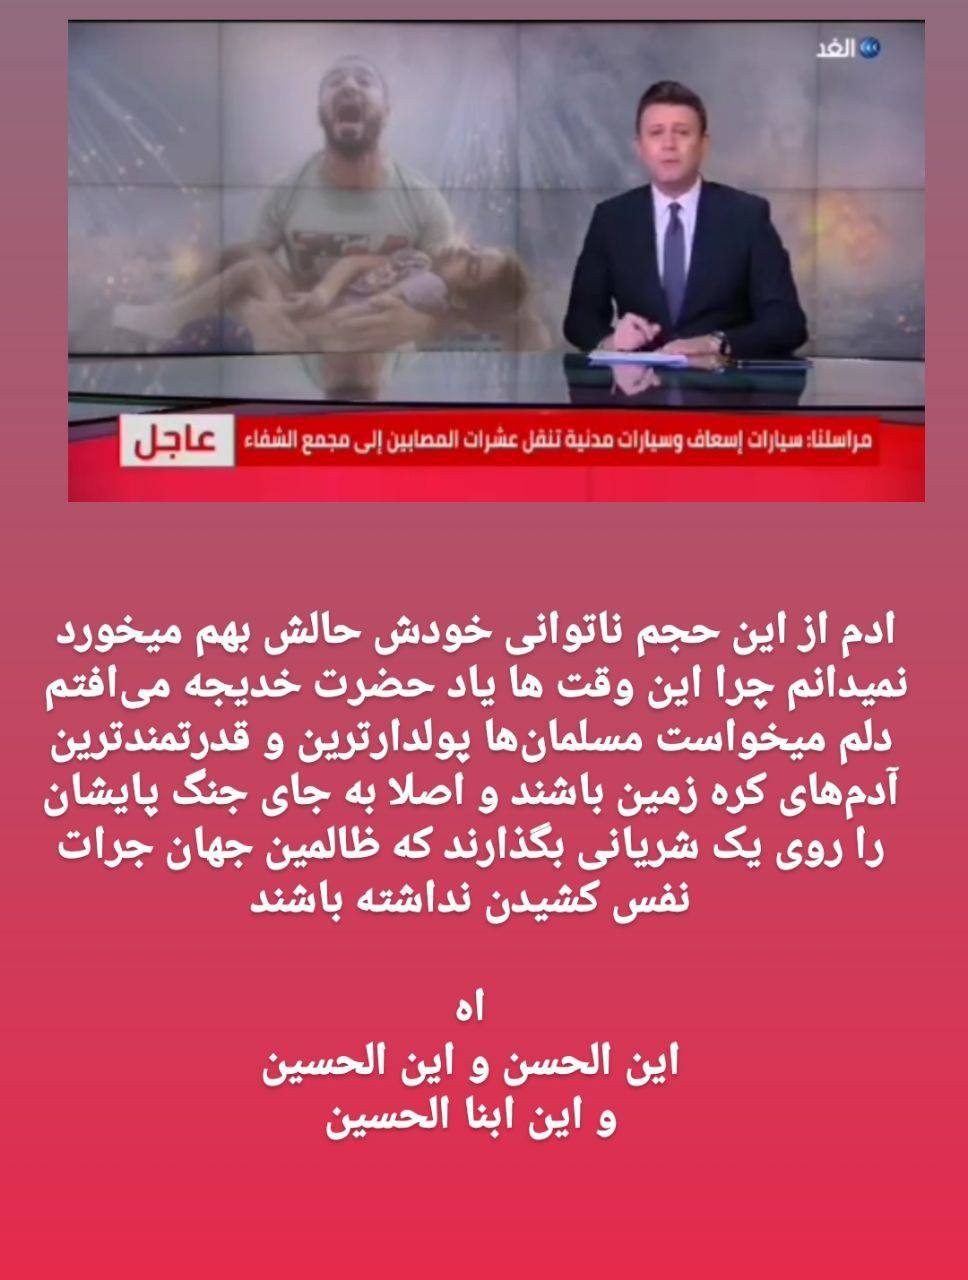 الغد
مراسلنا: سيارات إسعاف وسيارات مدنية تنقل عشرات المصابين إلى مجمع الشفاء
عاجل
ادم از این حجم ناتوانی خودش حالش بهم میخورد
نمیدانم چرا این وقت ها یاد حضرت خدیجه می‌افتم
دلم میخواست مسلمان‌ها پولدارترین و قدرتمندترین
آدم‌های کره زمین باشند و اصلا به جای جنگ پایشان
را روی یک شریانی بگذارند که ظالمین جهان جرات
نفس کشیدن نداشته باشند
اه
این الحسن و این الحسین
و این ابنا الحسین